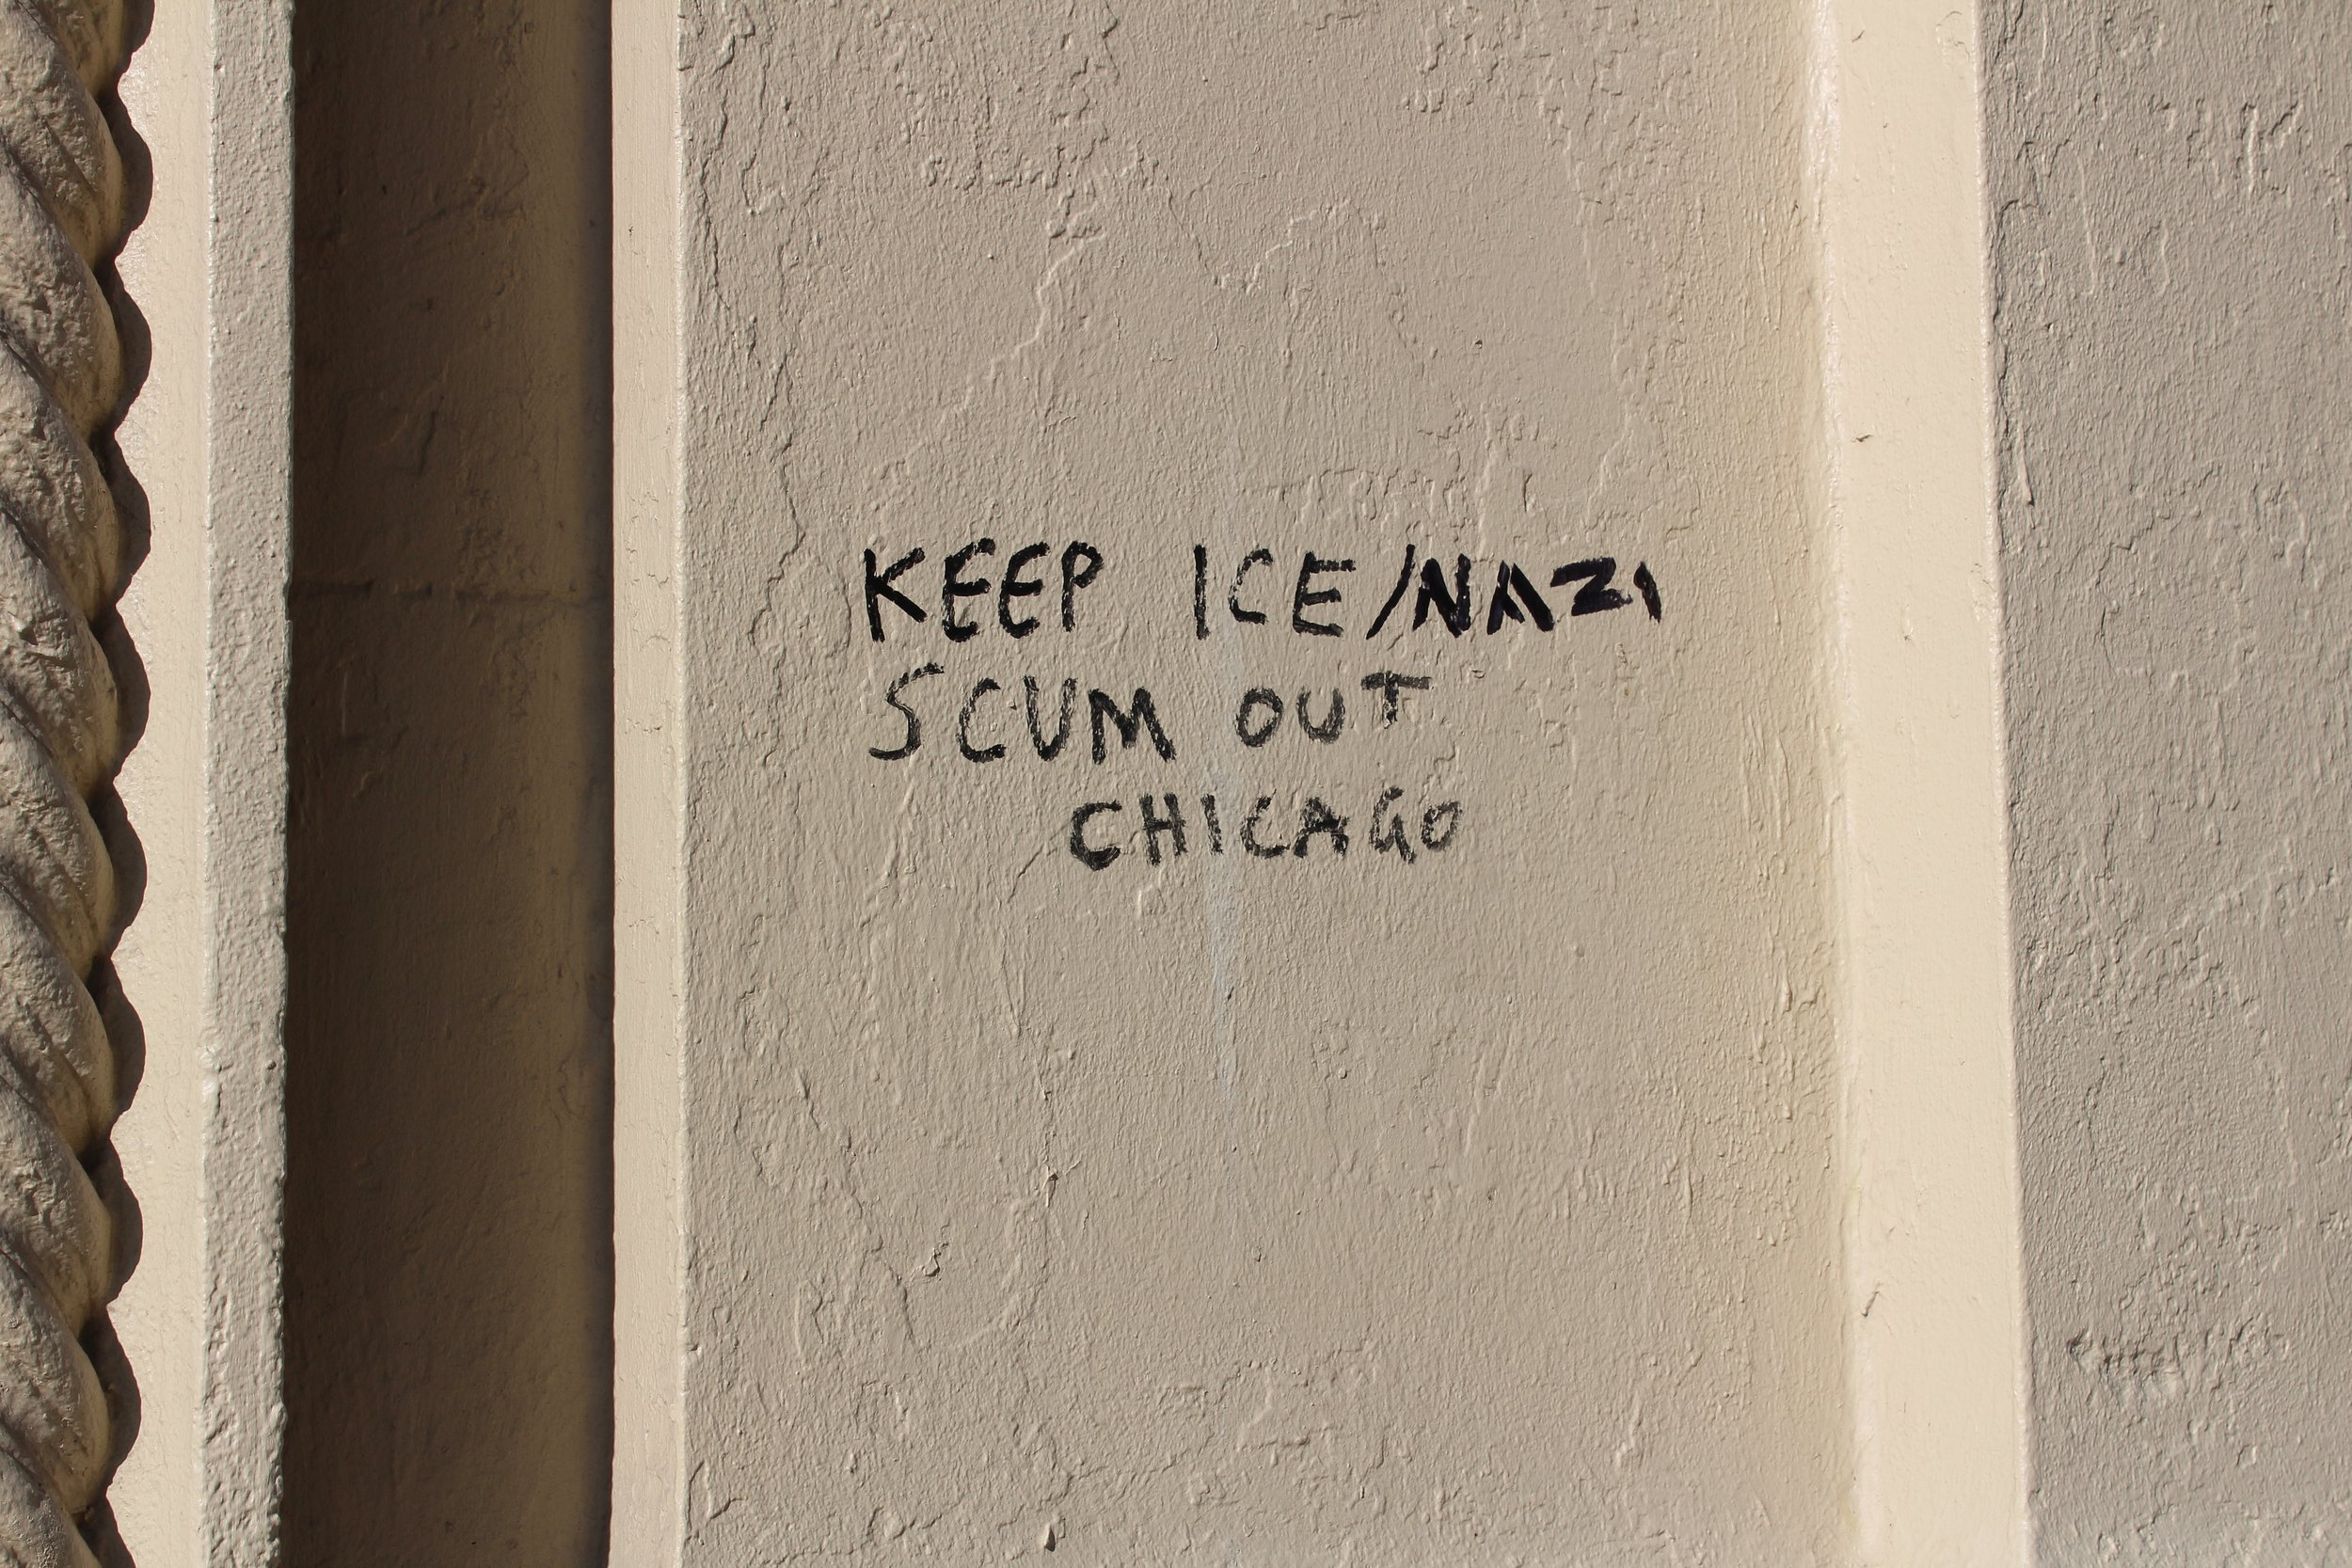 KEEP ICE/NAZI
SCUM OUT
CHICAGO